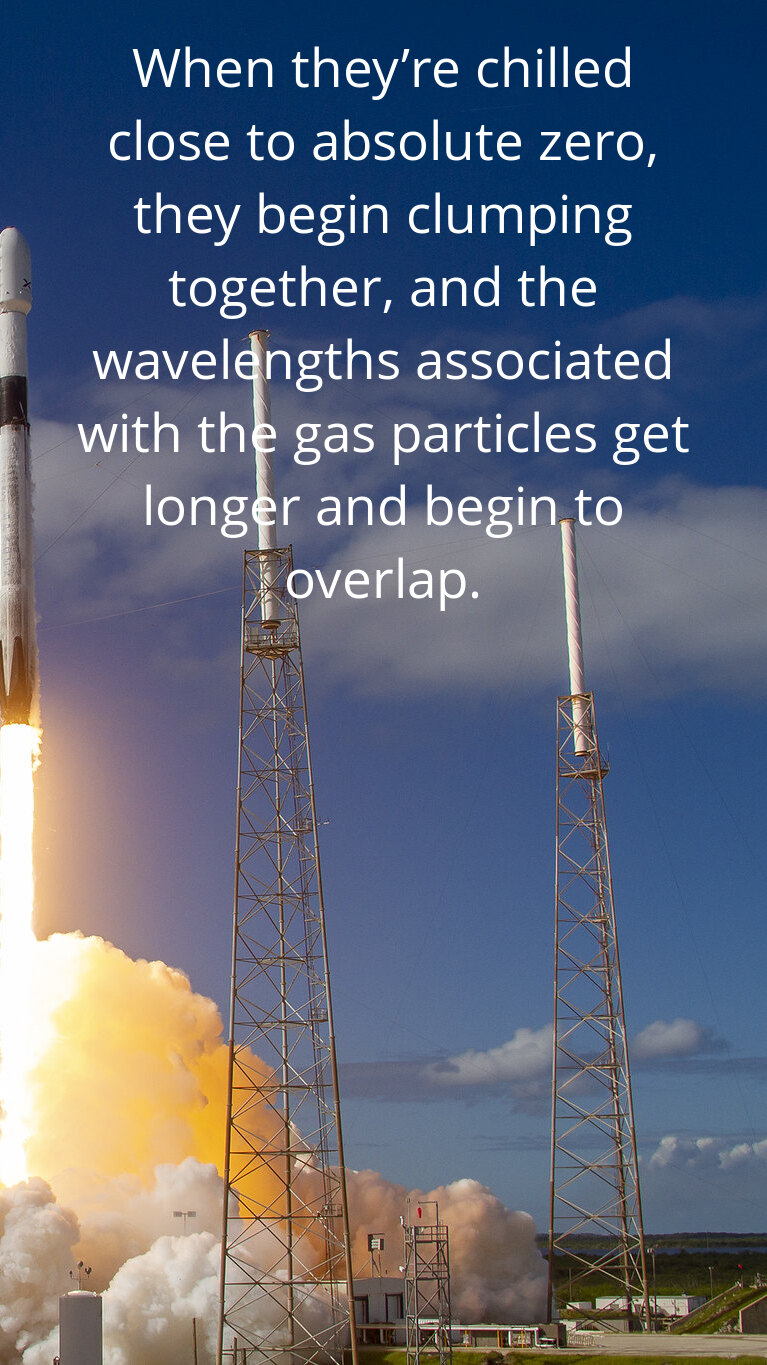 When they’re chilled
close to absolute zero,
they begin clumping
together, and the
wavelengths associated
with the gas particles get
longer and begin to
overlap.